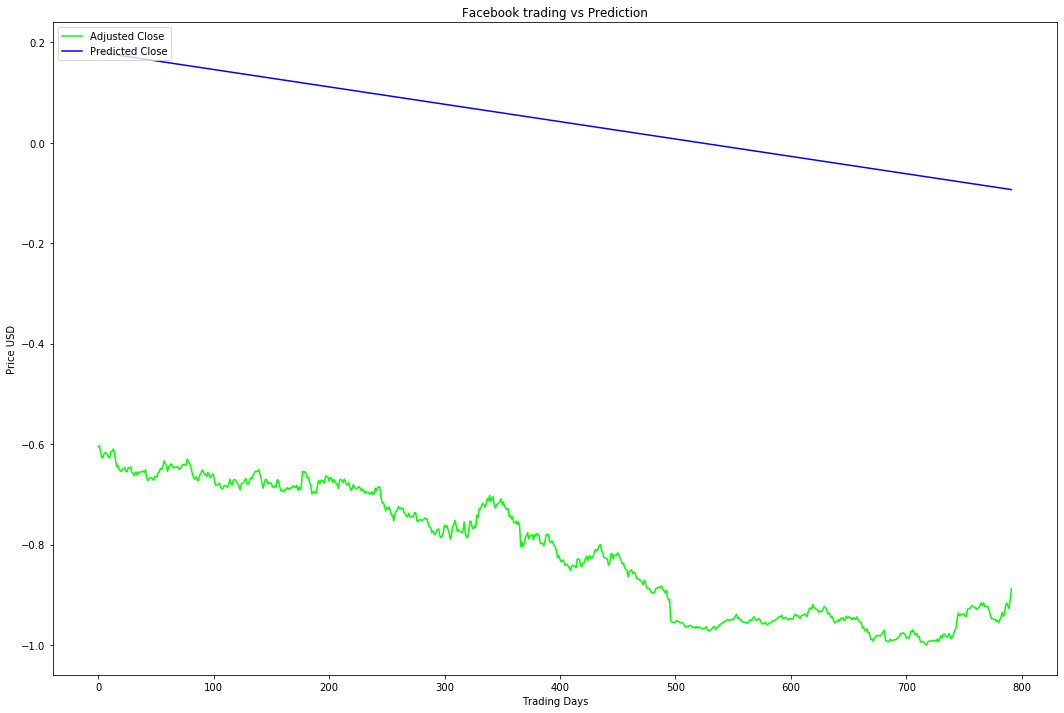 Facebook trading vs Prediction
Adjusted Close
Predicted Close
0.2
0.0
−0.2
−0.4
−0.6
−0.8
−1.0
Price USD
0 100 200 300 400 500 600 700 800
Trading Days